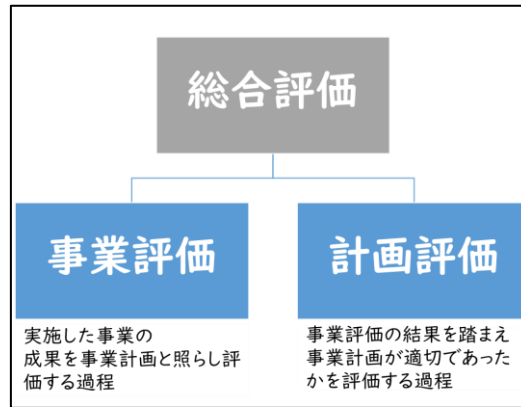 総合評価
事業評価
実施した事業の
成果を事業計画と照らし評
価する過程
計画評価
事業評価の結果を踏まえ
事業計画が適切であった
かを評価する過程